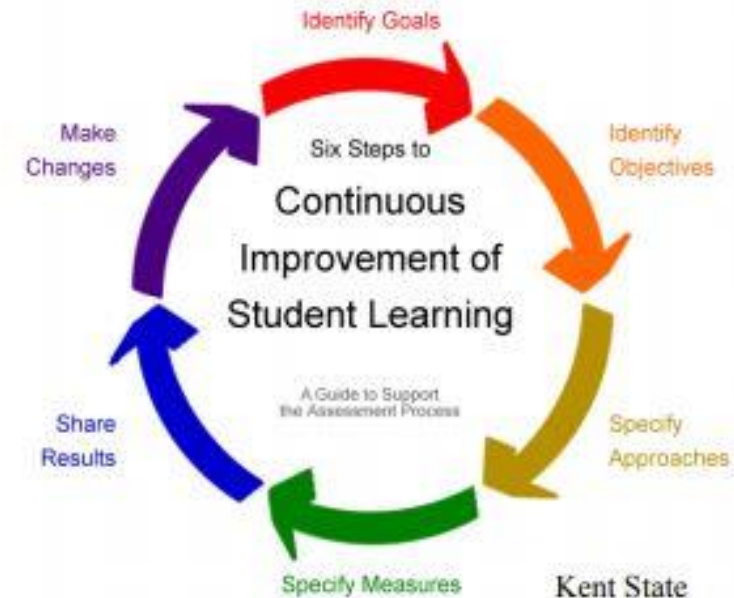 Identify Goals
Six Steps to
Continuous
Improvement of
Student Learning
A Guide to Support
the Assessment Process
Identify
Objectives
Specify
Approaches
Specify Measures
Share
Results
Make
Changes
Kent State